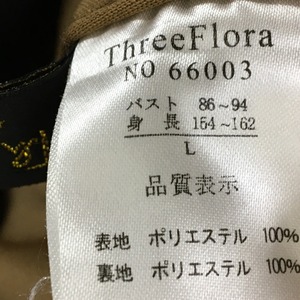 ThreeFlora
NO 66003
バスト 86~94
身長 154~162
L
品質表示
表地 ポリエステル 100%
裏地 ポリエステル 100%